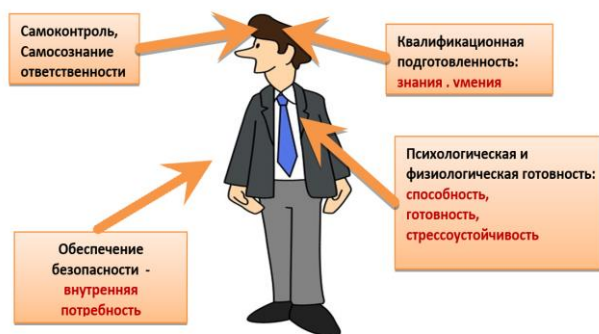 Самоконтроль,
Самосознание
ответственности
Квалификационная
подготовленность:
знания , умения
Психологическая и
физиологическая готовность:
способность,
готовность,
стрессоустойчивость
Обеспечение
безопасности -
внутренняя
потребность